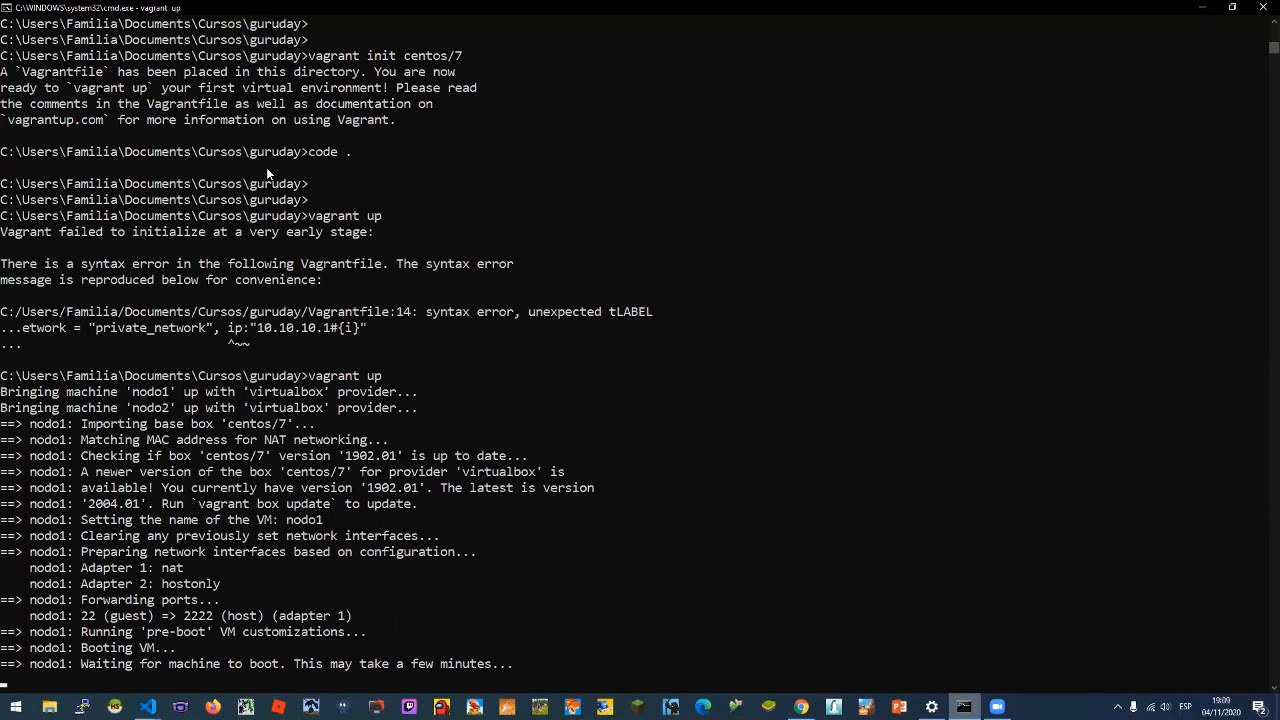 C:\WINDOWS\system32\cmd.exe - vagrant up
C:\Users\Familia\Documents\Cursos\guruday>
C:\Users\Familia\Documents\Cursos\guruday>
C:\Users\Familia\Documents\Cursos\guruday>vagrant init centos/7
A `Vagrantfile` has been placed in this directory. You are now
ready to `vagrant up` your first virtual environment! Please read
the comments in the Vagrantfile as well as documentation on
`vagrantup.com` for more information on using Vagrant.
C:\Users\Familia\Documents\Cursos\guruday>code .
C:\Users\Familia\Documents\Cursos\guruday>
C:\Users\Familia\Documents\Cursos\guruday>
C:\Users\Familia\Documents\Cursos\guruday>vagrant up
Vagrant failed to initialize at a very early stage:
There is a syntax error in the following Vagrantfile. The syntax error
message is reproduced below for convenience:
C:/Users/Familia/Documents/Cursos/guruday/Vagrantfile:14: syntax error, unexpected tLABEL
...etwork = "private_network", ip:"10.10.10.1#{i}"
... ^~~
C:\Users\Familia\Documents\Cursos\guruday>vagrant up
Bringing machine 'nodo1' up with 'virtualbox' provider...
Bringing machine 'nodo2' up with 'virtualbox' provider...
==> nodo1: Importing base box 'centos/7'...
==> nodo1: Matching MAC address for NAT networking...
==> nodo1: Checking if box 'centos/7' version '1902.01' is up to date...
==> nodo1: A newer version of the box 'centos/7' for provider 'virtualbox' is
==> nodo1: available! You currently have version '1902.01'. The latest is version
==> nodo1: '2004.01'. Run `vagrant box update` to update.
==> nodo1: Setting the name of the VM: nodo1
==> nodo1: Clearing any previously set network interfaces...
==> nodo1: Preparing network interfaces based on configuration...
nodo1: Adapter 1: nat
nodo1: Adapter 2: hostonly
==> nodo1: Forwarding ports...
nodo1: 22 (guest) => 2222 (host) (adapter 1)
==> nodo1: Running 'pre-boot' VM customizations...
==> nodo1: Booting VM...
==> nodo1: Waiting for machine to boot. This may take a few minutes...
ESP
19:09
04/11/2020